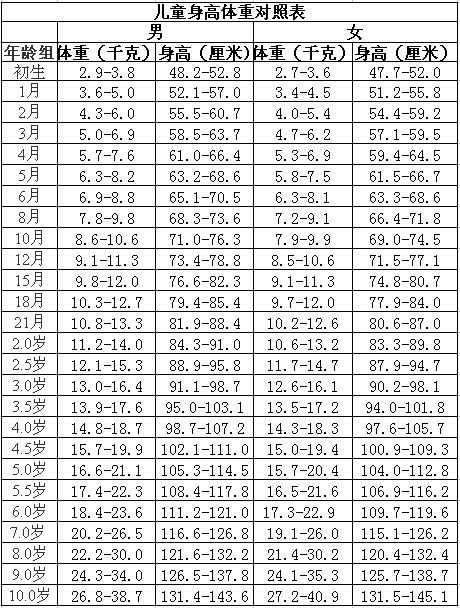 儿童身高体重对照表
男 女
年龄组 体重（千克） 身高（厘米） 体重（千克） 身高（厘米）
初生 2.9-3.8 48.2-52.8 2.7-3.6 47.7-52.0
1月 3.6-5.0 52.1-57.0 3.4-4.5 51.2-55.8
2月 4.3-6.0 55.5-60.7 4.0-5.4 54.4-59.2
3月 5.0-6.9 58.5-63.7 4.7-6.2 57.1-59.5
4月 5.7-7.6 61.0-66.4 5.3-6.9 59.4-64.5
5月 6.3-8.2 63.2-68.6 5.8-7.5 61.5-66.7
6月 6.9-8.8 65.1-70.5 6.3-8.1 63.3-68.6
8月 7.8-9.8 68.3-73.6 7.2-9.1 66.4-71.8
10月 8.6-10.6 71.0-76.3 7.9-9.9 69.0-74.5
12月 9.1-11.3 73.4-78.8 8.5-10.6 71.5-77.1
15月 9.8-12.0 76.6-82.3 9.1-11.3 74.8-80.7
18月 10.3-12.7 79.4-85.4 9.7-12.0 77.9-84.0
21月 10.8-13.3 81.9-88.4 10.2-12.6 80.6-87.0
2.0岁 11.2-14.0 84.3-91.0 10.6-13.2 83.3-89.8
2.5岁 12.1-15.3 88.9-95.8 11.7-14.7 87.9-94.7
3.0岁 13.0-16.4 91.1-98.7 12.6-16.1 90.2-98.1
3.5岁 13.9-17.6 95.0-103.1 13.5-17.2 94.0-101.8
4.0岁 14.8-18.7 98.7-107.2 14.3-18.3 97.6-105.7
4.5岁 15.7-19.9 102.1-111.0 15.0-19.4 100.9-109.3
5.0岁 16.6-21.1 105.3-114.5 15.7-20.4 104.0-112.8
5.5岁 17.4-22.3 108.4-117.8 16.5-21.6 106.9-116.2
6.0岁 18.4-23.6 111.2-121.0 17.3-22.9 109.7-119.6
7.0岁 20.2-26.5 116.6-126.8 19.1-26.0 115.1-126.2
8.0岁 22.2-30.0 121.6-132.2 21.4-30.2 120.4-132.4
9.0岁 24.3-34.0 126.5-137.8 24.1-35.3 125.7-138.7
10.0岁 26.8-38.7 131.4-143.6 27.2-40.9 131.5-145.1